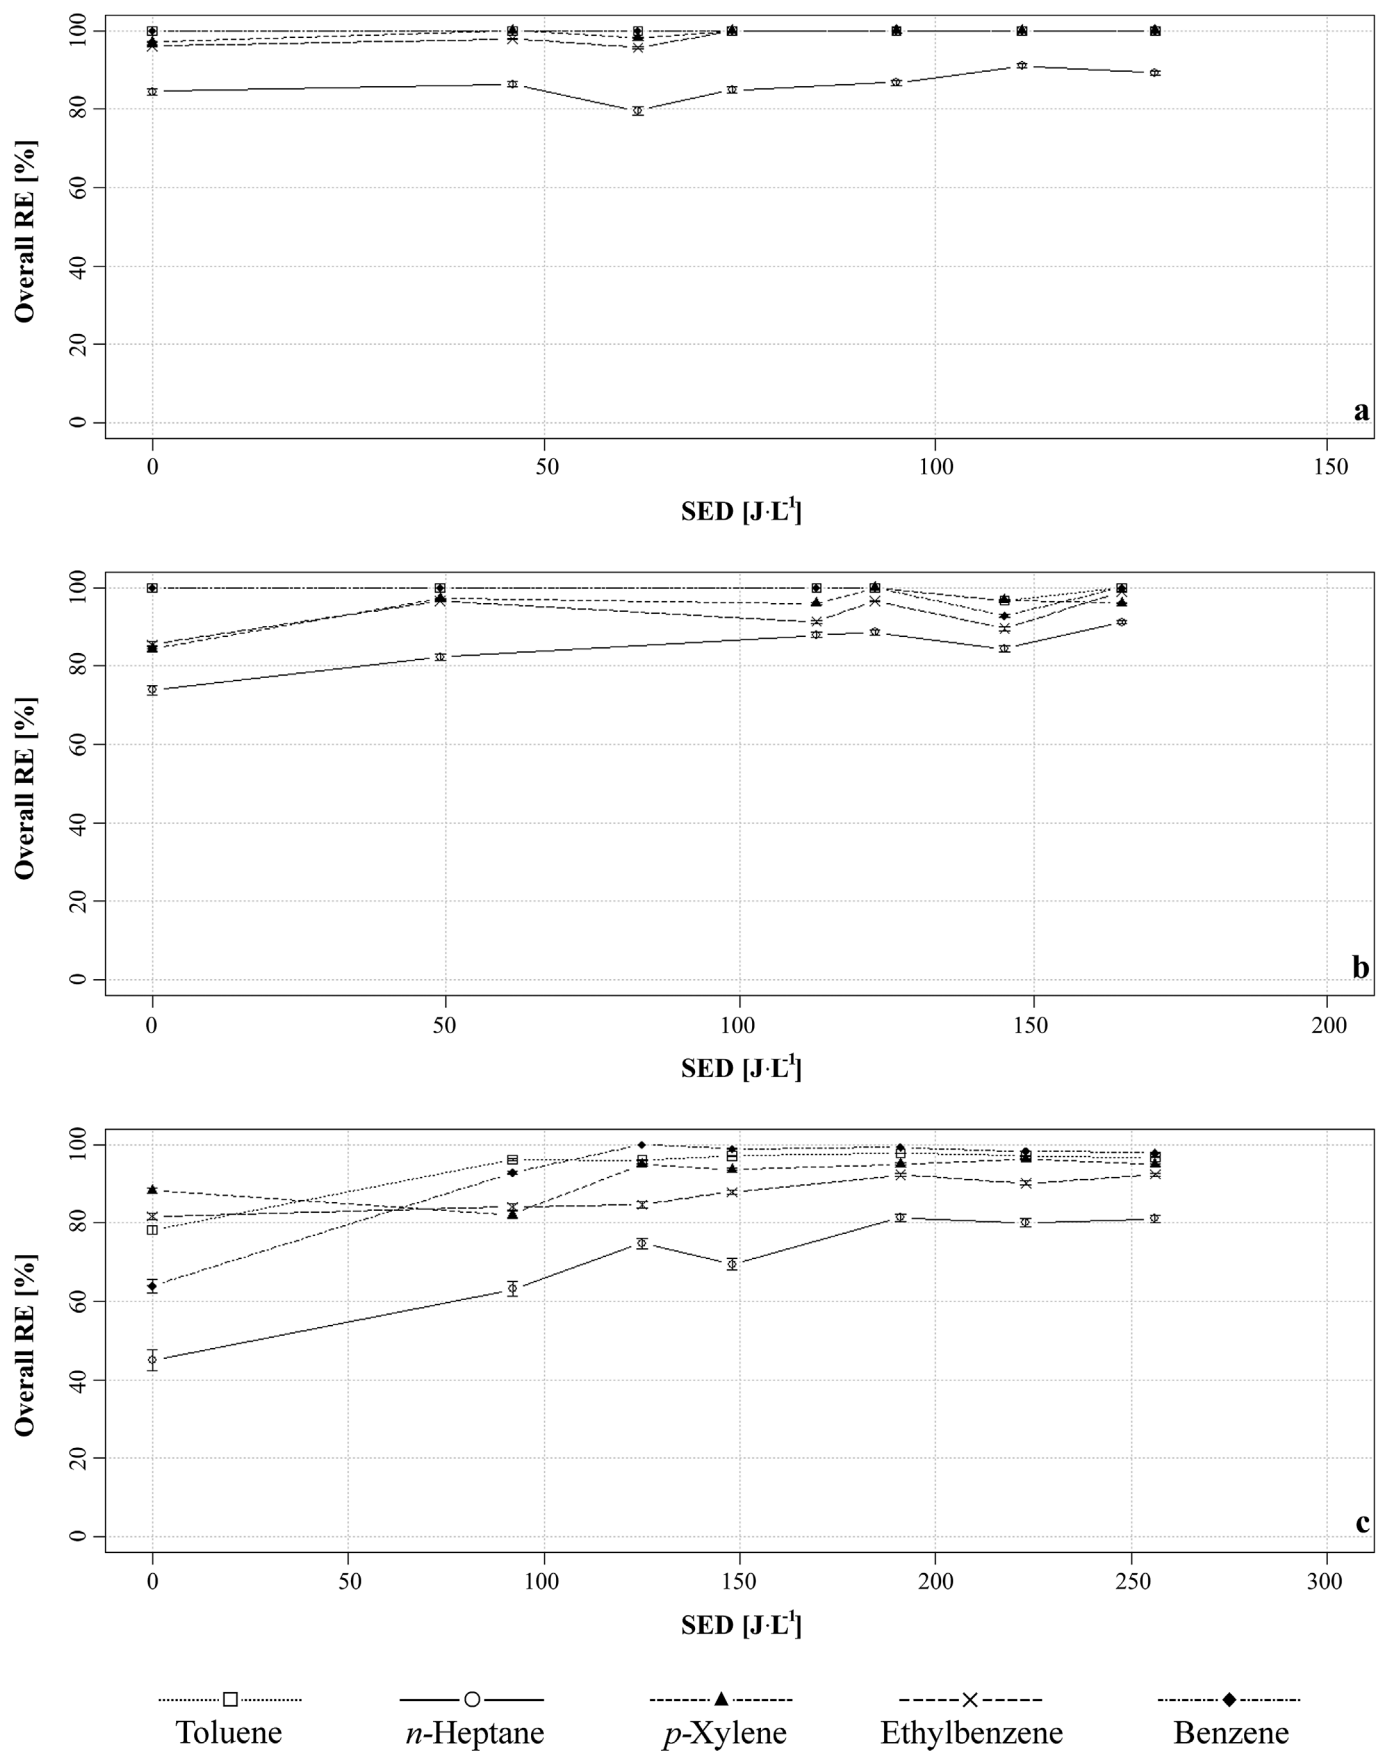 100
80
60
40
20
0
Overall RE [%]
a
0 50 100 150
SED [J·L-1]
100
80
60
40
20
0
Overall RE [%]
b
0 50 100 150 200
SED [J·L-1]
100
80
60
40
20
0
Overall RE [%]
c
0 50 100 150 200 250 300
SED [J·L-1]
Toluene n-Heptane p-Xylene Ethylbenzene Benzene